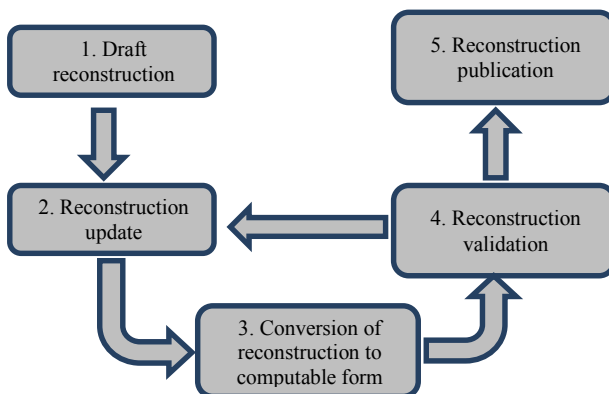 1. Draft
reconstruction
2. Reconstruction
update
3. Conversion of
reconstruction to
computable form
4. Reconstruction
validation
5. Reconstruction
publication